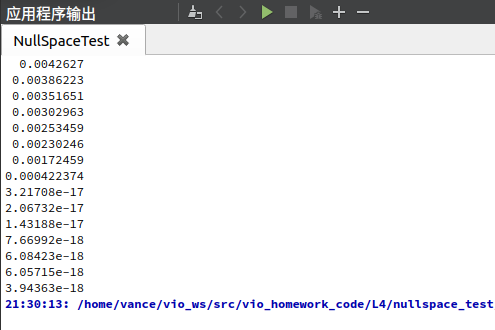 应用程序输出
NullSpaceTest
0.0042627
0.00386223
0.00351651
0.00302963
0.00253459
0.00230246
0.00172459
0.000422374
3.21708e-17
2.06732e-17
1.43188e-17
7.66992e-18
6.08423e-18
6.05715e-18
3.94363e-18
21:30:13: /home/vance/vio_ws/src/vio_homework_code/L4/nullspace_test